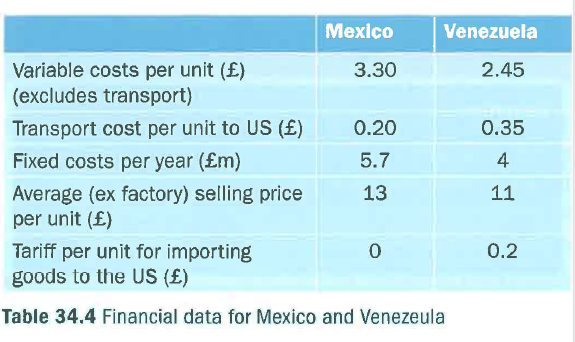 Mexico Venezuela
Variable costs per unit (£) 3.30 2.45
(excludes transport)
Transport cost per unit to US (£) 0.20 0.35
Fixed costs per year (£m) 5.7 4
Average (ex factory) selling price 13 11
per unit (£)
Tariff per unit for importing 0 0.2
goods to the US (£)
Table 34.4 Financial data for Mexico and Venezeula